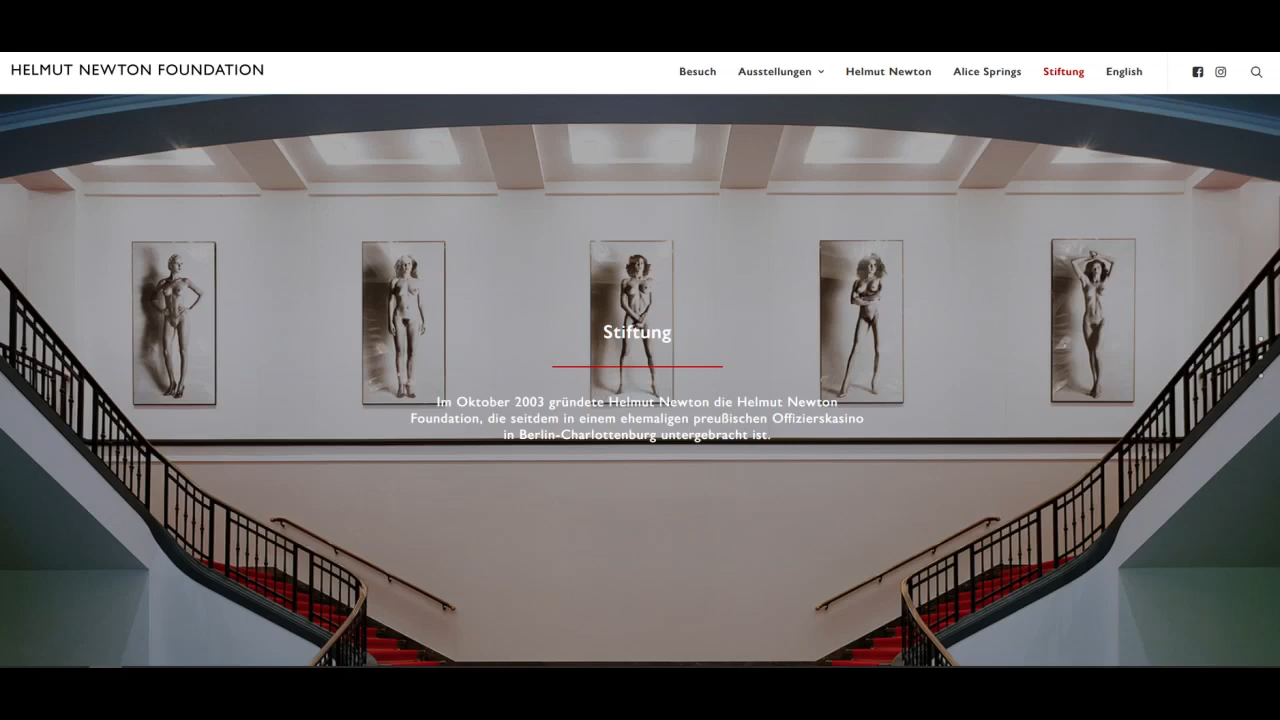 HELMUT NEWTON FOUNDATION
Besuch Ausstellungen Helmut Newton Alice Springs Stiftung English
Stiftung
Im Oktober 2003 gründete Helmut Newton die Helmut Newton
Foundation, die seitdem in einem ehemaligen preußischen Offizierskasino
in Berlin-Charlottenburg untergebracht ist.